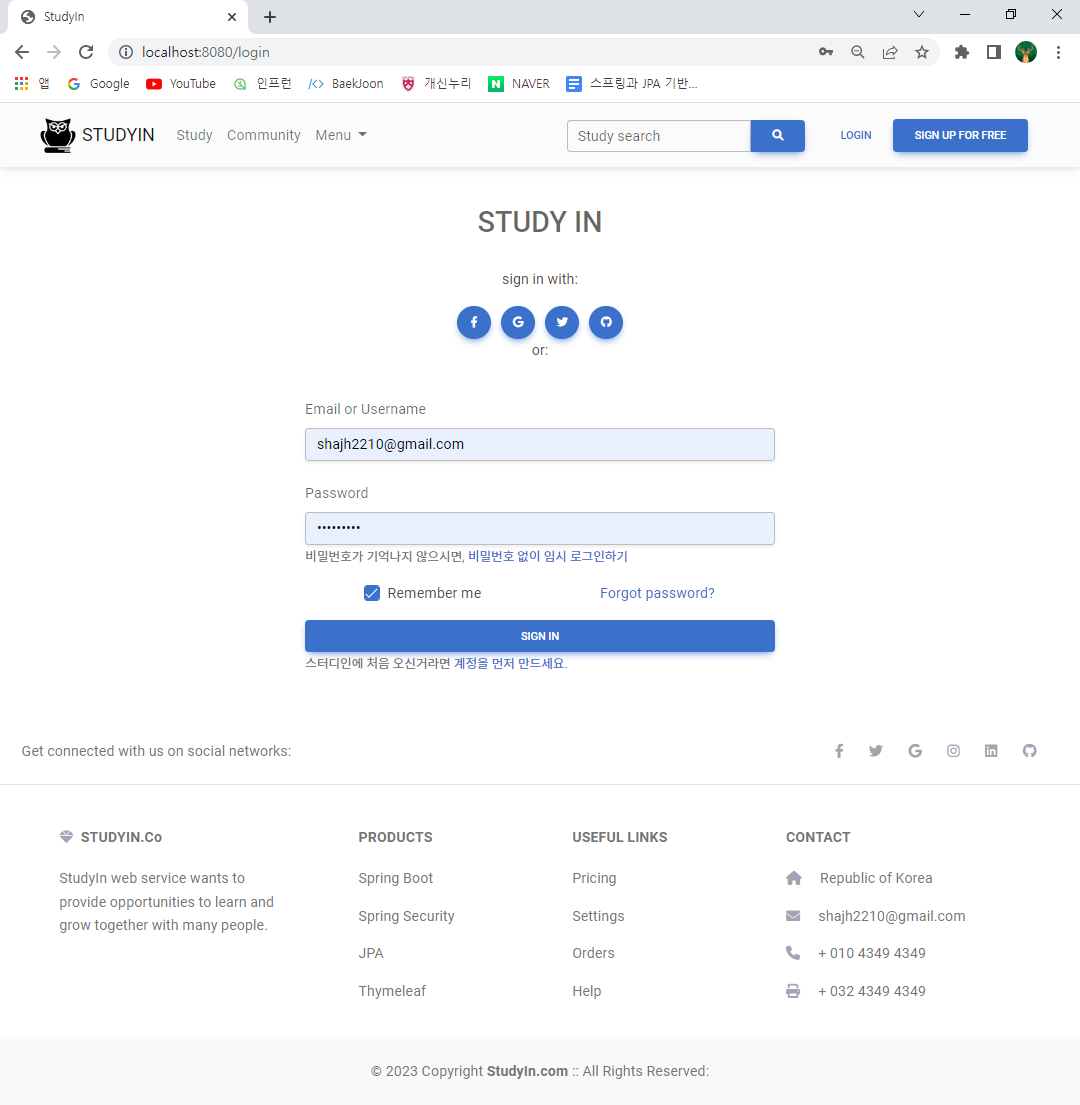 StudyIn
localhost:8080/login
앱 Google YouTube 인프런 </> BaekJoon 개신누리 N NAVER 스프링과 JPA 기반...
STUDYIN Study Community Menu Study search LOGIN SIGN UP FOR FREE
STUDY IN
sign in with:
or:
Email or Username
shajh2210@gmail.com
Password
•••••••••
비밀번호가 기억나지 않으시면, 비밀번호 없이 임시 로그인하기
Remember me Forgot password?
SIGN IN
스터디인에 처음 오신거라면 계정을 먼저 만드세요.
Get connected with us on social networks:
STUDYIN.Co PRODUCTS USEFUL LINKS CONTACT
StudyIn web service wants to Spring Boot Pricing Republic of Korea
provide opportunities to learn and Spring Security Settings shajh2210@gmail.com
grow together with many people.
JPA Orders + 010 4349 4349
Thymeleaf Help + 032 4349 4349
© 2023 Copyright StudyIn.com :: All Rights Reserved: